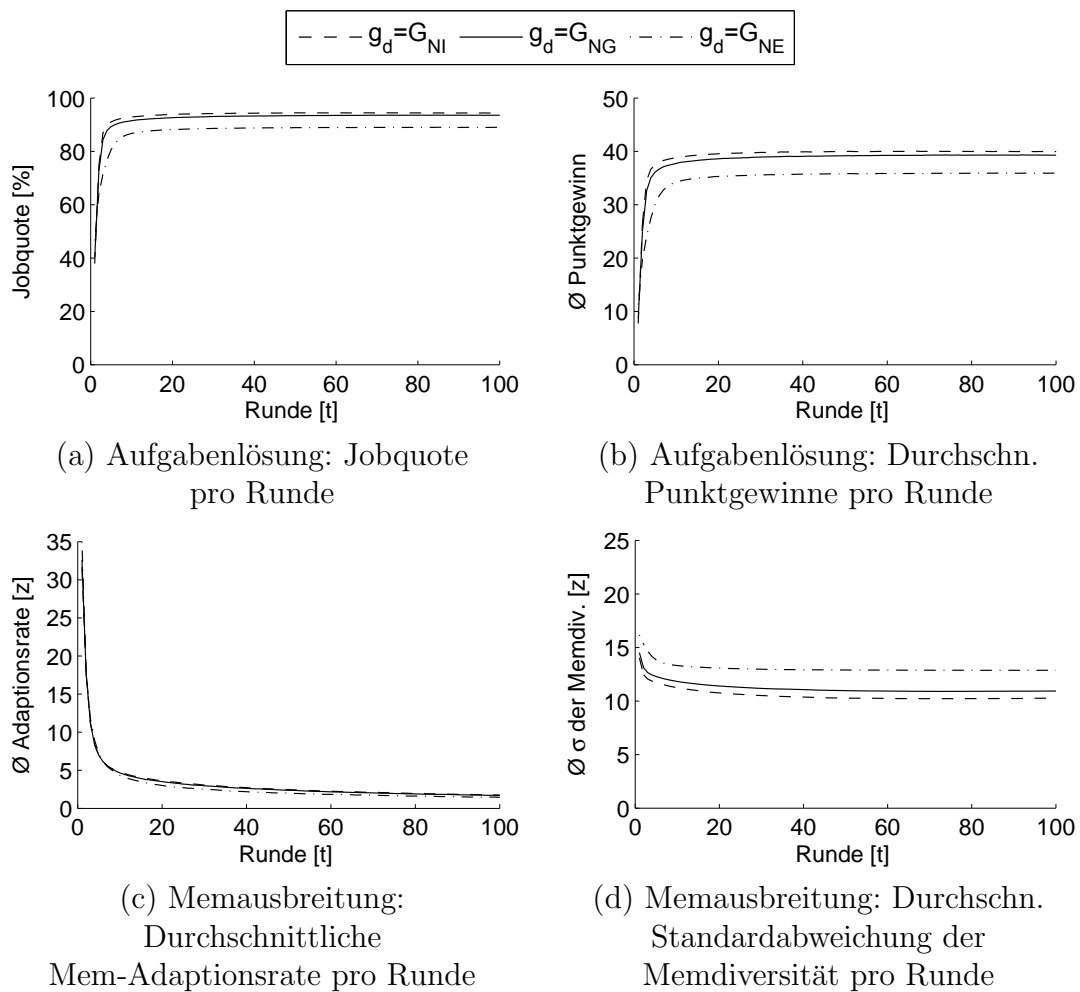 g_d=G_NI g_d=G_NG g_d=G_NE
100
80
60
40
20
0
Jobquote [%]
0 20 40 60 80 100
Runde [t]
(a) Aufgabenlösung: Jobquote
pro Runde
50
40
30
20
10
0
Ø Punktgewinn
0 20 40 60 80 100
Runde [t]
(b) Aufgabenlösung: Durchschn.
Punktgewinne pro Runde
35
30
25
20
15
10
5
0
Ø Adaptionsrate [z]
0 20 40 60 80 100
Runde [t]
(c) Memausbreitung:
Durchschnittliche
Mem-Adaptionsrate pro Runde
25
20
15
10
5
0
Ø σ der Memdiv. [z]
0 20 40 60 80 100
Runde [t]
(d) Memausbreitung: Durchschn.
Standardabweichung der
Memdiversität pro Runde